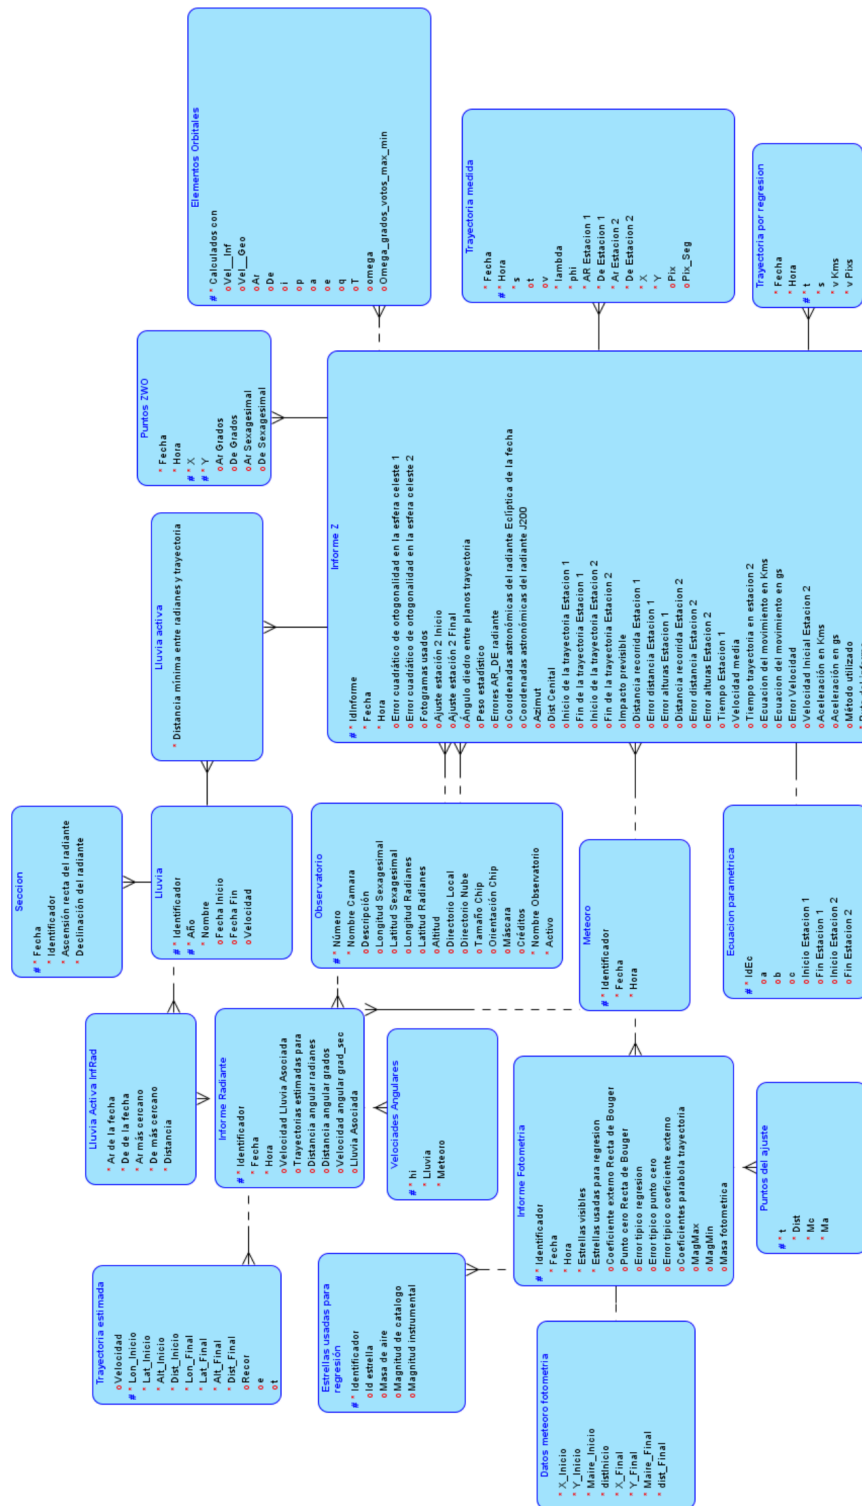 Elementos Orbitales
# * Calculados con
o Vel__Inf
o Vel__Geo
o Ar
o De
o i
o p
o a
o e
o q
o T
o omega
o Omega_grados_votos_max_min
Trayectoria medida
* Fecha
# * Hora
* s
o t
o v
* lambda
* phi
* AR Estacion 1
* De Estacion 1
* Ar Estacion 2
* De Estacion 2
* X
* Y
o Pix
o Pix_Seg
Trayectoria por regresion
* Fecha
* Hora
# * t
* s
* v Kms
* v Pixs
Puntos ZWO
* Fecha
* Hora
# * X
# * Y
o Ar Grados
o De Grados
o Ar Sexagesimal
o De Sexagesimal
Lluvia activa
* Distancia mínima entre radianes y trayectoria
Informe Z
# * IdInforme
* Fecha
* Hora
o Error cuadrático de ortogonalidad en la esfera celeste 1
o Error cuadrático de ortogonalidad en la esfera celeste 2
o Fotogramas usados
o Ajuste estación 2 Inicio
o Ajuste estación 2 Final
o Ángulo diedro entre planos trayectoria
o Peso estadístico
o Errores AR_DE radiante
o Coordenadas astronómicas del radiante Eclíptica de la fecha
o Coordenadas astronómicas del radiante J200
o Azimut
o Dist Cenital
o Inicio de la trayectoria Estacion 1
o Fin de la trayectoria Estacion 1
o Inicio de la trayectoria Estacion 2
o Fin de la trayectoria Estacion 2
o Impacto previsible
o Distancia recorrida Estacion 1
o Error distancia Estacion 1
o Error alturas Estacion 1
o Distancia recorrida Estacion 2
o Error distancia Estacion 2
o Error alturas Estacion 2
o Tiempo Estacion 1
o Velocidad media
o Tiempo trayectoria en estacion 2
o Ecuacion del movimiento en Kms
o Ecuacion del movimiento en gs
o Error Velocidad
o Velocidad Inicial Estacion 2
o Aceleración en Kms
o Aceleración en gs
o Método utilizado
Seccion
# * Fecha
* Identificador
* Ascensión recta del radiante
* Declinación del radiante
Lluvia
# * Identificador
# * Año
* Nombre
o Fecha Inicio
o Fecha Fin
o Velocidad
Observatorio
# * Número
* Nombre Camara
o Descripción
o Longitud Sexagesimal
o Latitud Sexagesimal
o Longitud Radianes
o Latitud Radianes
o Altitud
o Directorio Local
o Directorio Nube
o Tamaño Chip
o Orientación Chip
o Máscara
o Créditos
* Nombre Observatorio
* Activo
Meteoro
# * Identificador
* Fecha
* Hora
Ecuacion parametrica
# * IdEc
o a
o b
o c
o Inicio Estacion 1
o Fin Estacion 1
o Inicio Estacion 2
o Fin Estacion 2
Lluvia Activa InfRad
* Ar de la fecha
* De de la fecha
* Ar más cercano
* De más cercano
* Distancia
Informe Radiante
# * Identificador
* Fecha
* Hora
o Velocidad Lluvia Asociada
o Trayectorias estimadas para
o Distancia angular radianes
o Distancia angular grados
o Velocidad angular grad_sec
o Lluvia Asociada
Velociades Angulares
# * hi
* Lluvia
* Meteoro
Informe Fotometria
# * Identificador
* Fecha
* Hora
* Estrellas visibles
* Estrellas usadas para regresion
o Coeficiente externo Recta de Bouger
o Punto cero Recta de Bouger
o Error tipico regresion
o Error tipico punto cero
o Error tipico coeficiente externo
o Coeficientes parabola trayectoria
o MagMax
o MagMin
o Masa fotometrica
Puntos del ajuste
# * t
* Dist
* Mc
* Ma
Trayectoria estimada
o Velocidad
# * Lon_Inicio
* Lat_Inicio
* Alt_Inicio
* Dist_Inicio
* Lon_Final
* Lat_Final
* Alt_Final
* Dist_Final
o Recor
o e
o t
Estrellas usadas para
regresión
# * Identificador
o Id estrella
o Masa de aire
o Magnitud de catalogo
o Magnitud instrumental
Datos meteoro fotometria
* X_Inicio
* Y_Inicio
* Maire_Inicio
* distInicio
* X_Final
* Y_Final
* Maire_Final
* dist_Final